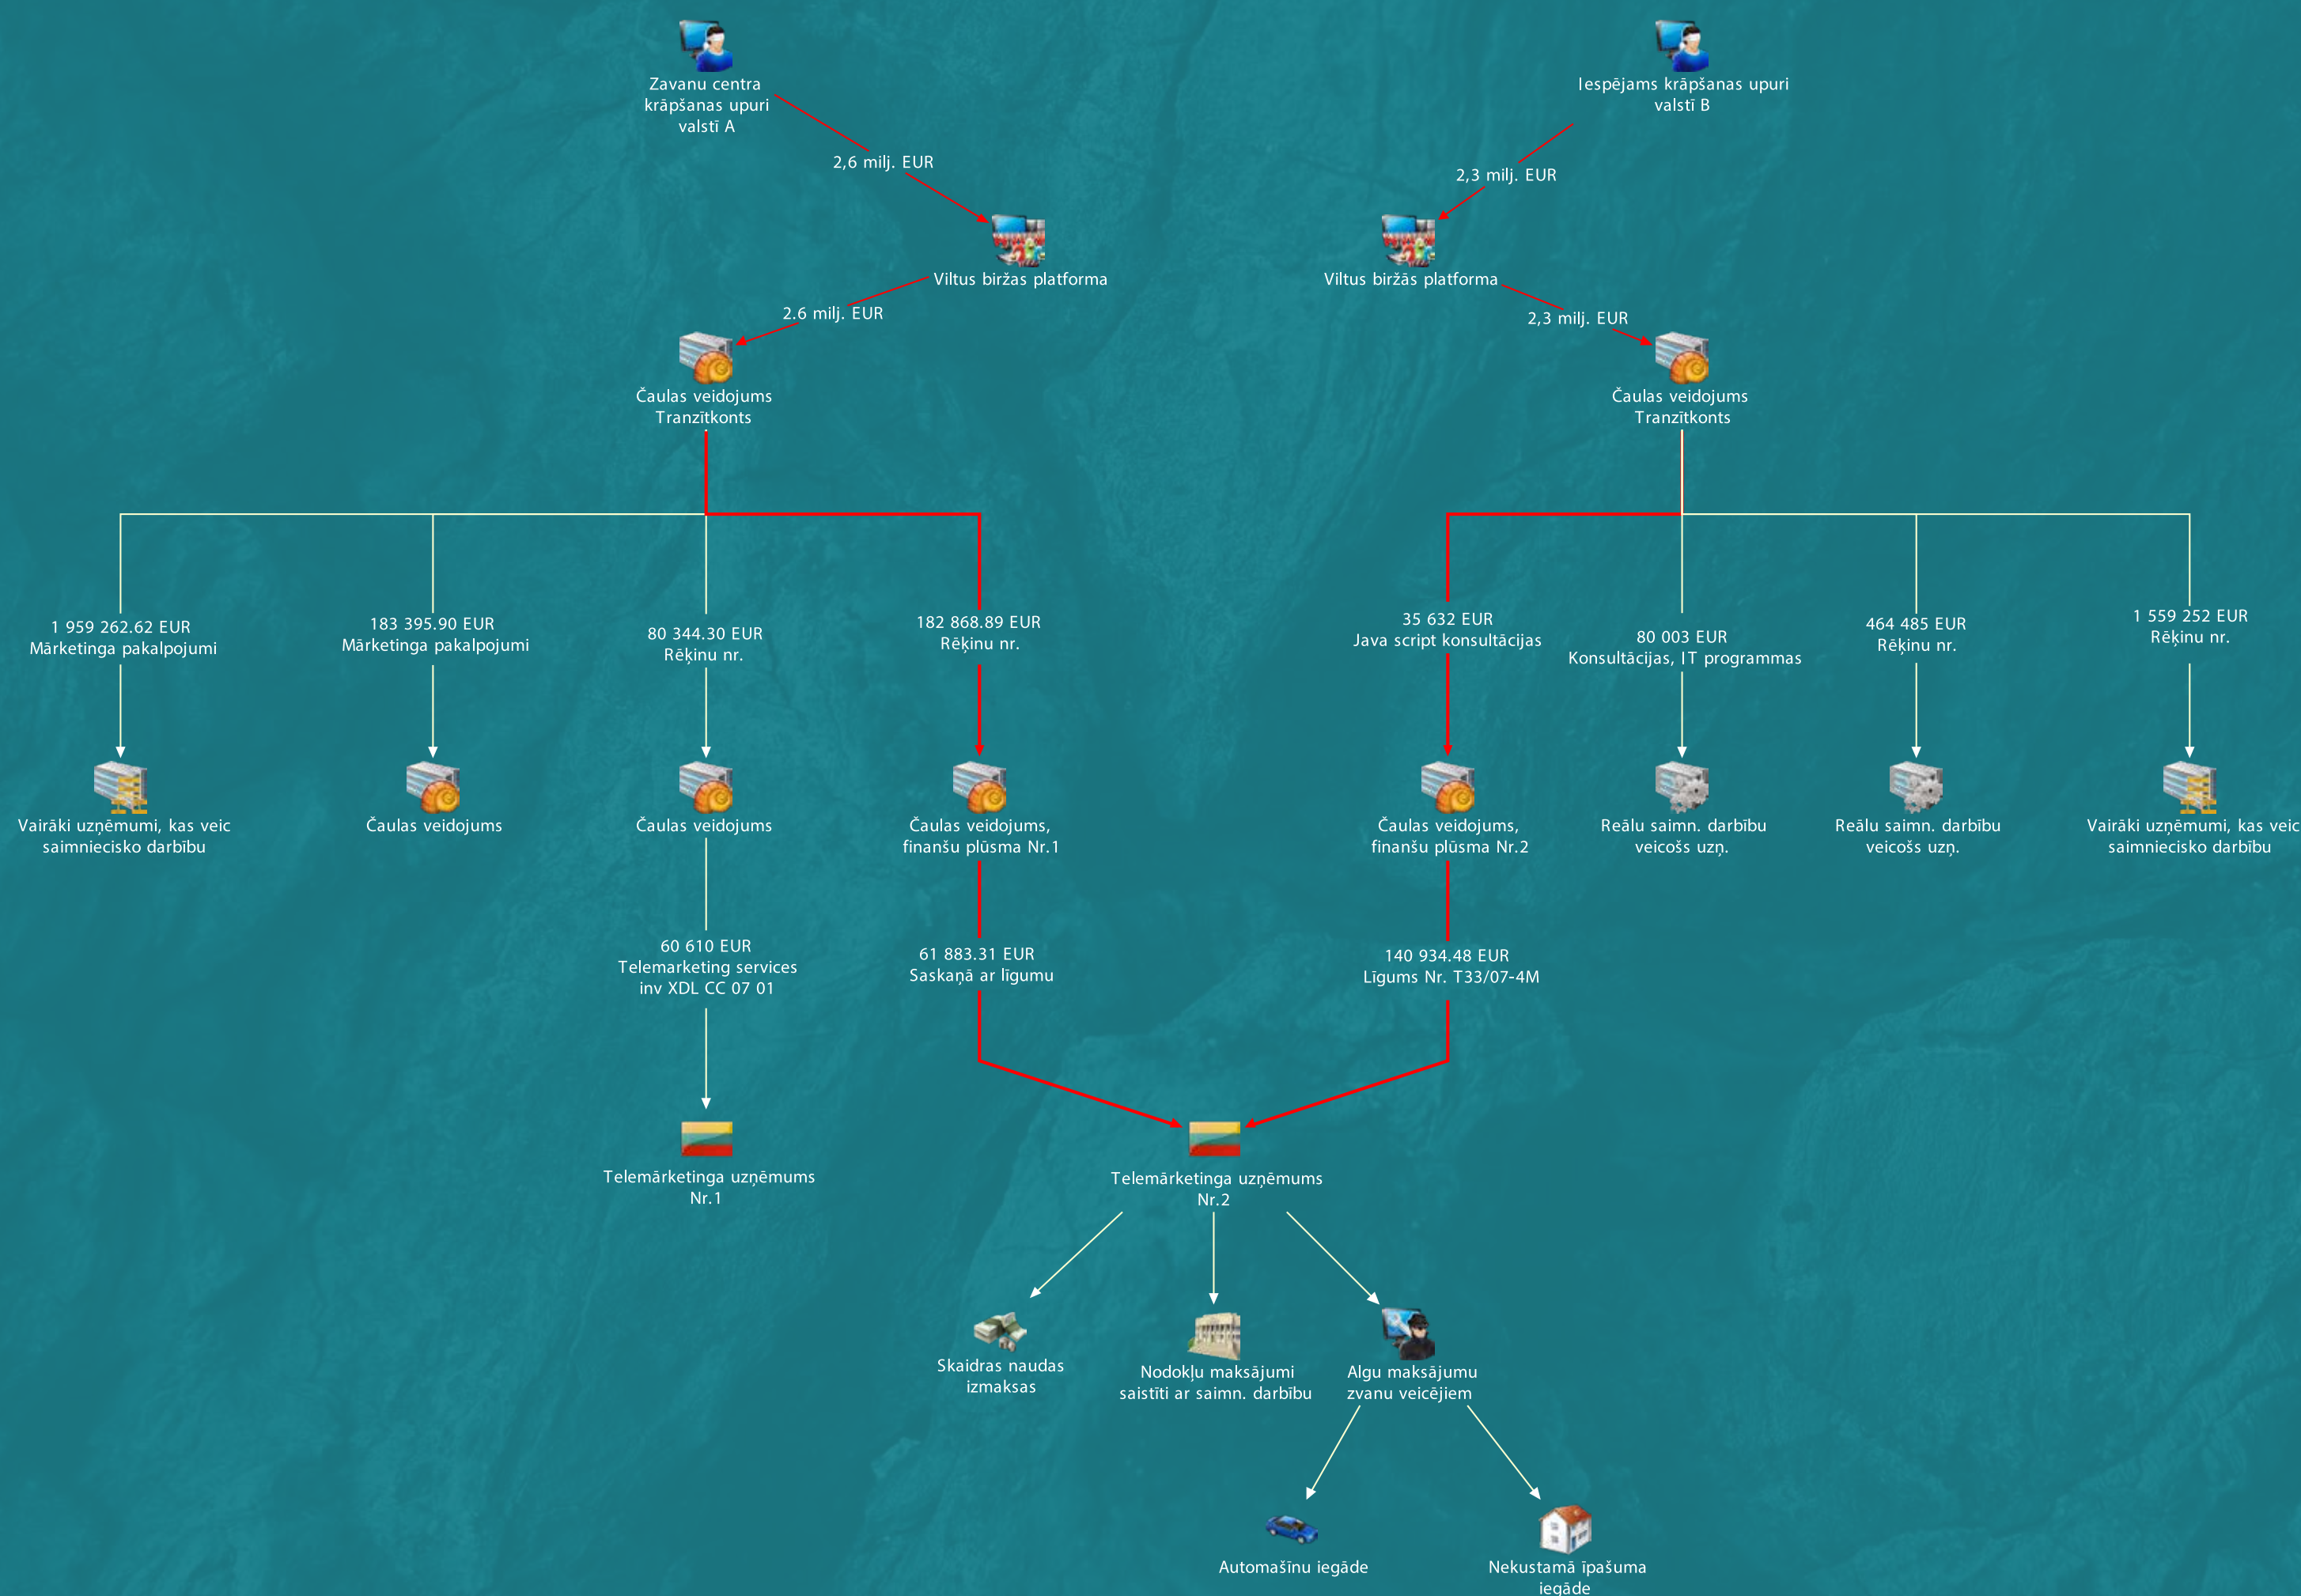 Zavanu centra
krāpšanas upuri
valstī A
Iespējams krāpšanas upuri
valstī B
2,6 milj. EUR
2,3 milj. EUR
Viltus biržas platforma
Viltus biržās platforma
2.6 milj. EUR
2,3 milj. EUR
Čaulas veidojums
Tranzītkonts
Čaulas veidojums
Tranzītkonts
1 959 262.62 EUR
Mārketinga pakalpojumi
183 395.90 EUR
Mārketinga pakalpojumi
80 344.30 EUR
Rēķinu nr.
182 868.89 EUR
Rēķinu nr.
35 632 EUR
Java script konsultācijas
80 003 EUR
Konsultācijas, IT programmas
464 485 EUR
Rēķinu nr.
1 559 252 EUR
Rēķinu nr.
Vairāki uzņēmumi, kas veic
saimniecisko darbību
Čaulas veidojums
Čaulas veidojums
Čaulas veidojums,
finanšu plūsma Nr.1
Čaulas veidojums,
finanšu plūsma Nr.2
Reālu saimn. darbību
veicošs uzņ.
Reālu saimn. darbību
veicošs uzņ.
Vairāki uzņēmumi, kas veic
saimniecisko darbību
60 610 EUR
Telemarketing services
inv XDL CC 07 01
61 883.31 EUR
Saskaņā ar līgumu
140 934.48 EUR
Līgums Nr. T33/07-4M
Telemārketinga uzņēmums
Nr.1
Telemārketinga uzņēmums
Nr.2
Skaidras naudas
izmaksas
Nodokļu maksājumi
saistīti ar saimn. darbību
Algu maksājumu
zvanu veicējiem
Automašīnu iegāde
Nekustamā īpašuma
iegāde